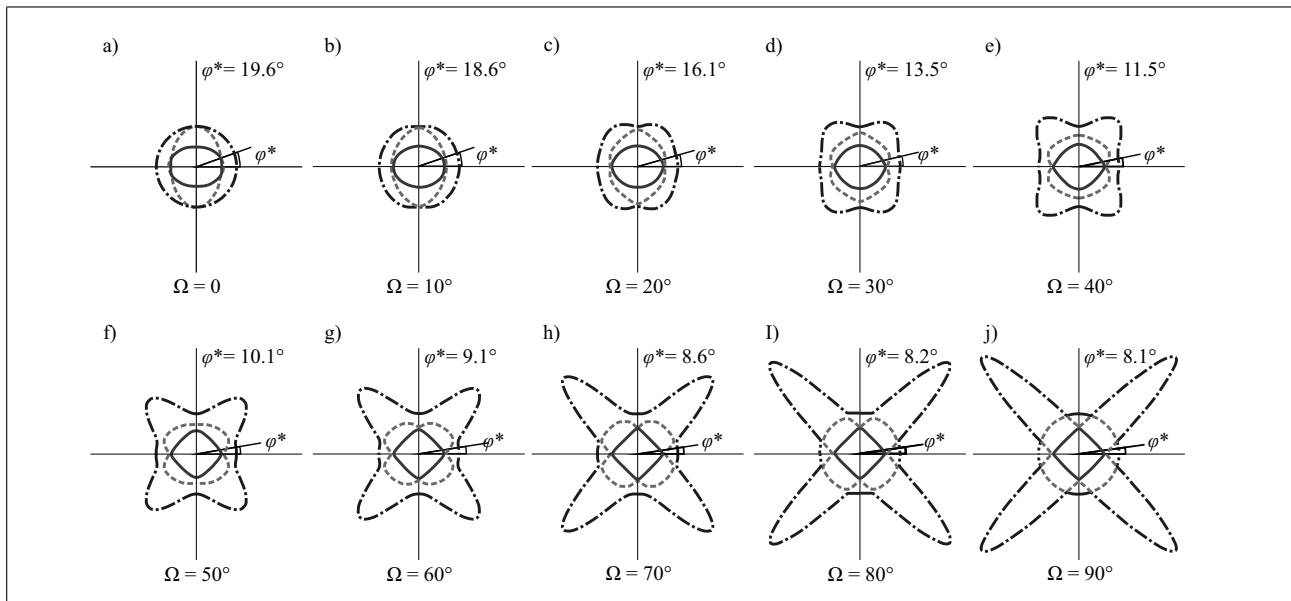 a)
φ*= 19.6°
φ*
Ω = 0
b)
φ*= 18.6°
φ*
Ω = 10°
c)
φ*= 16.1°
φ*
Ω = 20°
d)
φ*= 13.5°
φ*
Ω = 30°
e)
φ*= 11.5°
φ*
Ω = 40°
f)
φ*= 10.1°
φ*
Ω = 50°
g)
φ*= 9.1°
φ*
Ω = 60°
h)
φ*= 8.6°
φ*
Ω = 70°
I)
φ*= 8.2°
φ*
Ω = 80°
j)
φ*= 8.1°
φ*
Ω = 90°